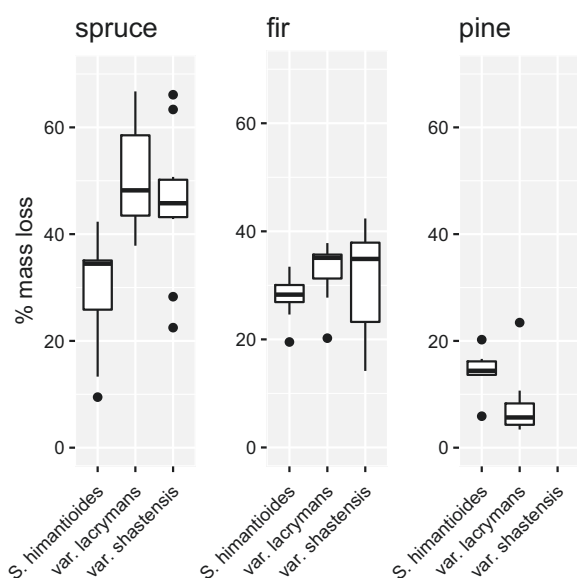 spruce
fir
pine
% mass loss
60
40
20
0
S. himantioides
var. lacrymans
var. shastensis
60
40
20
0
S. himantioides
var. lacrymans
var. shastensis
60
40
20
0
S. himantioides
var. lacrymans
var. shastensis